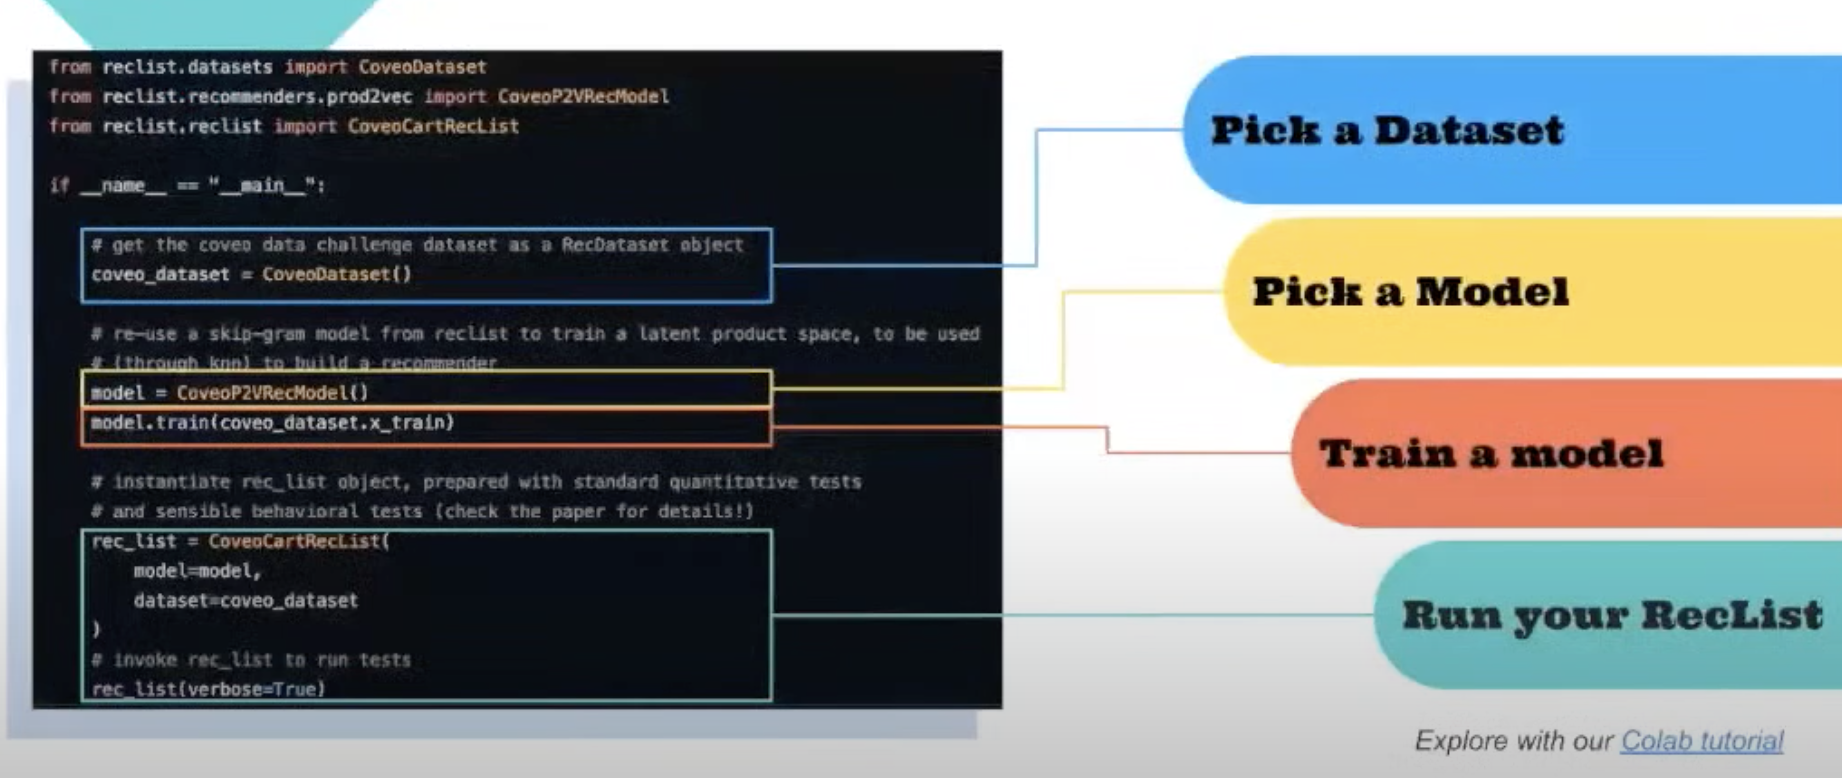 from reclist.datasets import CoveoDataset
from reclist.recommenders.prod2vec import CoveoP2VRecModel
from reclist.reclist import CoveoCartRecList
if __name__ == "__main__":
# get the coveo data challenge dataset as a RecDataset object
coveo_dataset = CoveoDataset()
# re-use a skip-gram model from reclist to train a latent product space, to be used
# (through knn) to build a recommender
model = CoveoP2VRecModel()
model.train(coveo_dataset.x_train)
# instantiate rec_list object, prepared with standard quantitative tests
# and sensible behavioral tests (check the paper for details!)
rec_list = CoveoCartRecList(
model=model,
dataset=coveo_dataset
)
# invoke rec_list to run tests
rec_list(verbose=True)
Pick a Dataset
Pick a Model
Train a model
Run your RecList
Explore with our Colab tutorial